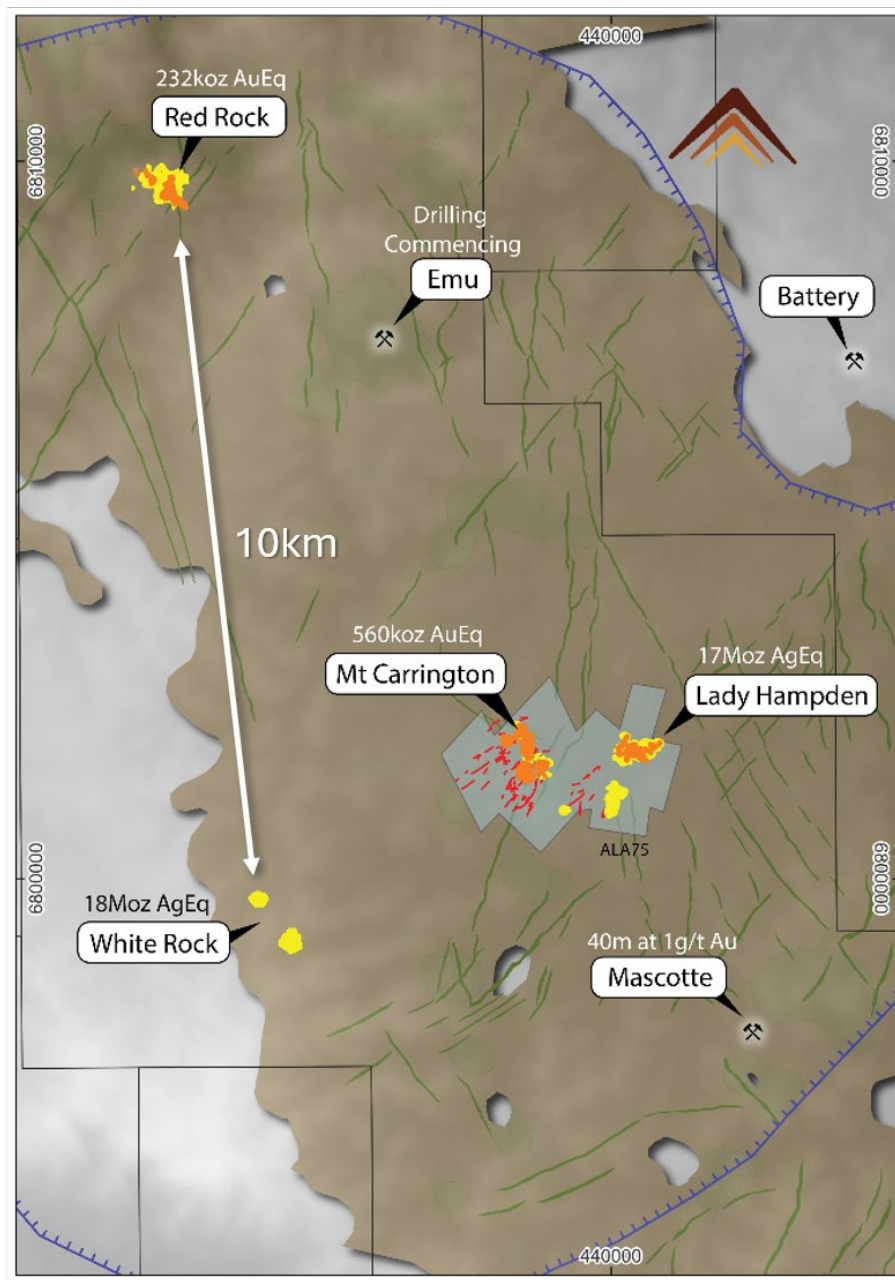 440000
232koz AuEq
Red Rock
6810000
6810000
Drilling
Commencing
Emu
Battery
10km
560koz AuEq
Mt Carrington
17Moz AgEq
Lady Hampden
ALA75
6800000
6800000
18Moz AgEq
White Rock
40m at 1g/t Au
Mascotte
440000